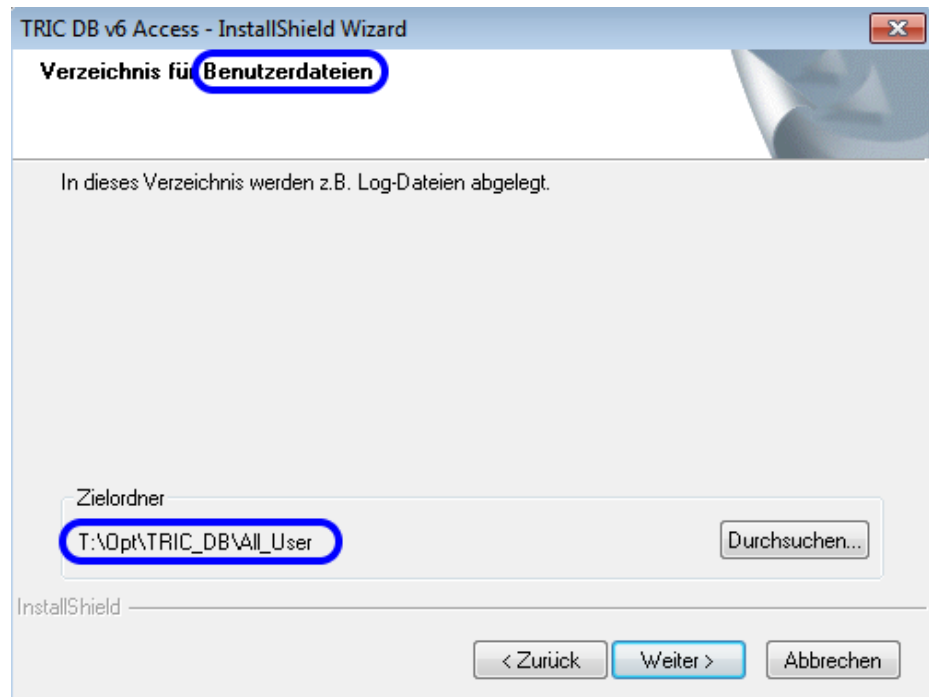 TRIC DB v6 Access - InstallShield Wizard
Verzeichnis für Benutzerdateien
In dieses Verzeichnis werden z.B. Log-Dateien abgelegt.
Zielordner
T:\Opt\TRIC_DB\All_User
Durchsuchen...
InstallShield
< Zurück
Weiter >
Abbrechen